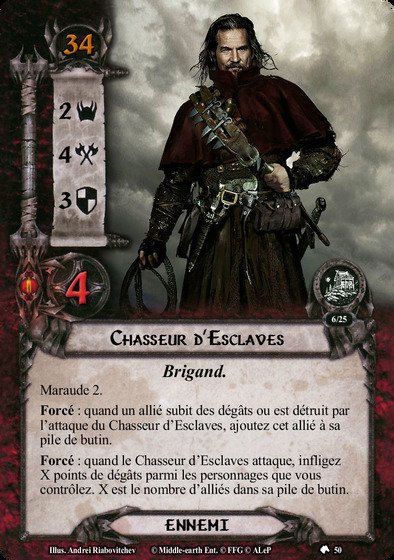 34
2
4
3
4
6/25
Chasseur d'Esclaves
Brigand.
Maraude 2.
Forcé : quand un allié subit des dégâts ou est détruit par
l'attaque du Chasseur d'Esclaves, ajoutez cet allié à sa
pile de butin.
Forcé : quand le Chasseur d'Esclaves attaque, infligez
X points de dégâts parmi les personnages que vous
contrôlez. X est le nombre d'alliés dans sa pile de butin.
ENNEMI
Illus. Andrei Riabovitchev © Middle-earth Ent. © FFG © ALeP 50